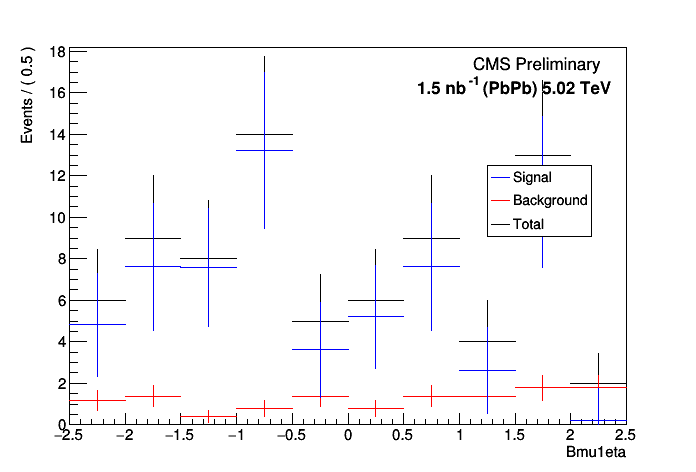 CMS Preliminary
1.5 nb⁻¹ (PbPb) 5.02 TeV
Events / ( 0.5 )
18
16
14
12
10
8
6
4
2
0
Signal
Background
Total
−2.5 −2 −1.5 −1 −0.5 0 0.5 1 1.5 2 2.5
Bmu1eta